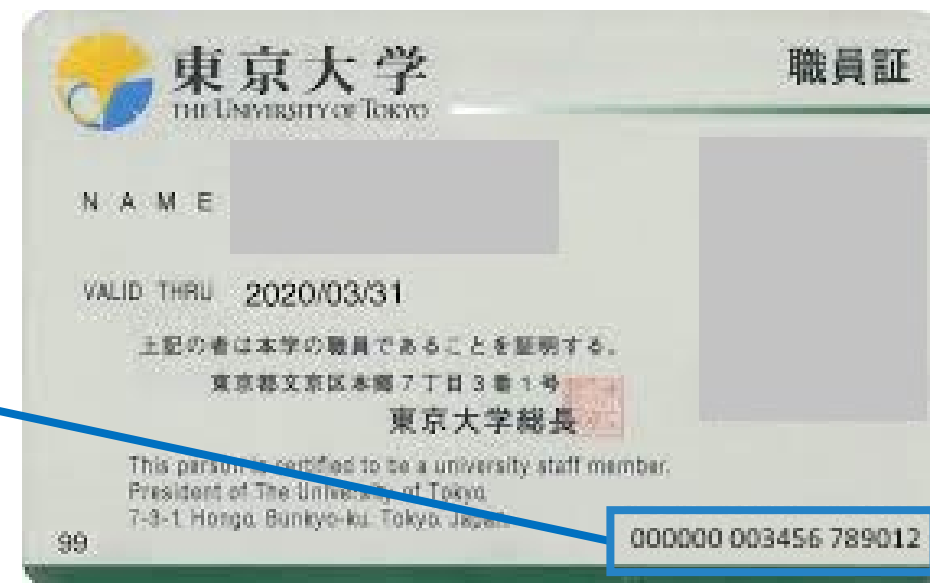 東京大学
THE UNIVERSITY OF TOKYO
職員証
NAME
VALID THRU 2020/03/31
上記の者は本学の職員であることを証明する。
東京都文京区本郷7丁目3番1号
東京大学総長
This person is certified to be a university staff member.
President of The University of Tokyo
7-3-1 Hongo, Bunkyo-ku, Tokyo, Japan
99
000000 003456 789012